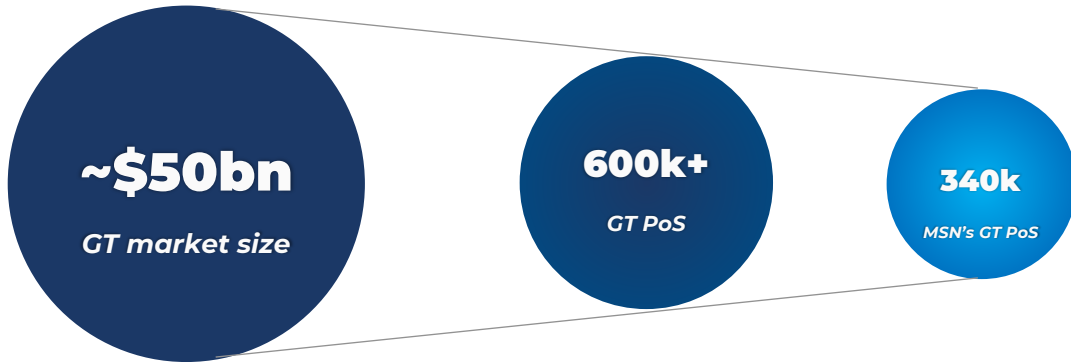 ~$50bn
GT market size
600k+
GT PoS
340k
MSN’s GT PoS